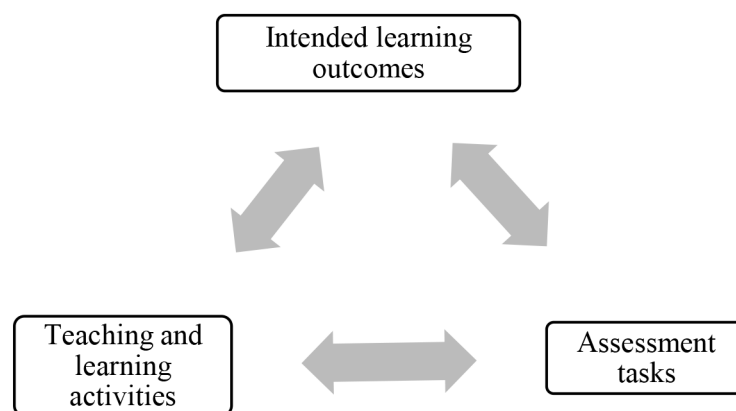 Intended learning
outcomes
Teaching and
learning
activities
Assessment
tasks